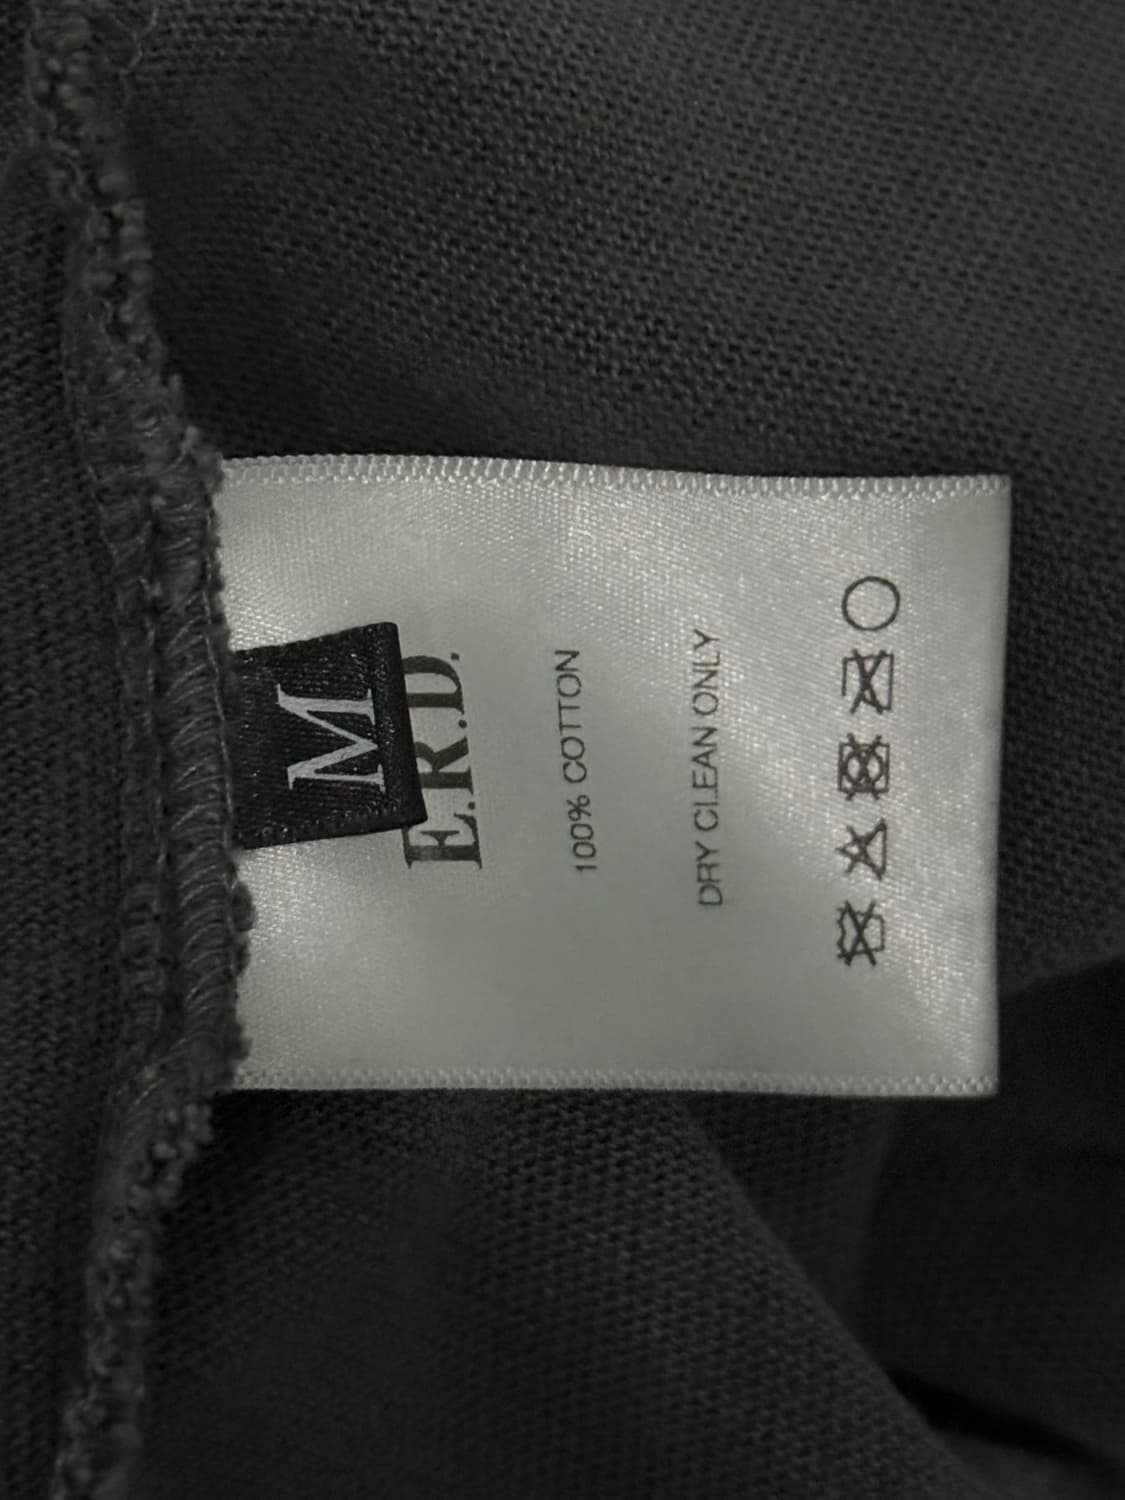 M
E.R.D.
100% COTTON
DRY CLEAN ONLY